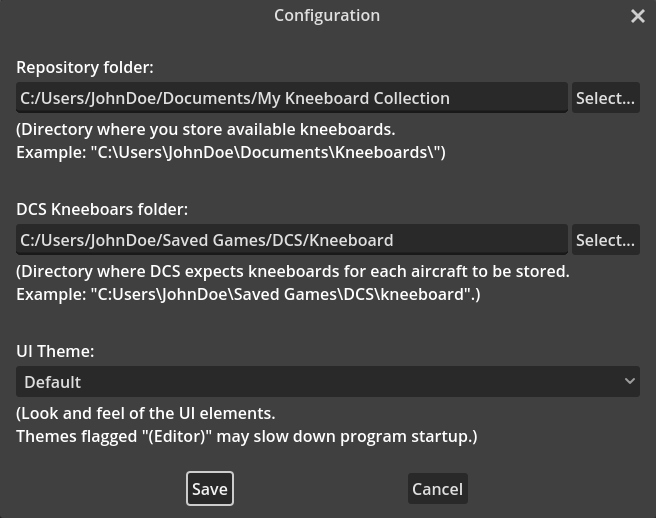 Configuration
Repository folder:
C:/Users/JohnDoe/Documents/My Kneeboard Collection
Select...
(Directory where you store available kneeboards.
Example: "C:\Users\JohnDoe\Documents\Kneeboards\")
DCS Kneeboars folder:
C:/Users/JohnDoe/Saved Games/DCS/Kneeboard
Select...
(Directory where DCS expects kneeboards for each aircraft to be stored.
Example: "C:Users\JohnDoe\Saved Games\DCS\kneeboard".)
UI Theme:
Default
(Look and feel of the UI elements.
Themes flagged "(Editor)" may slow down program startup.)
Save
Cancel